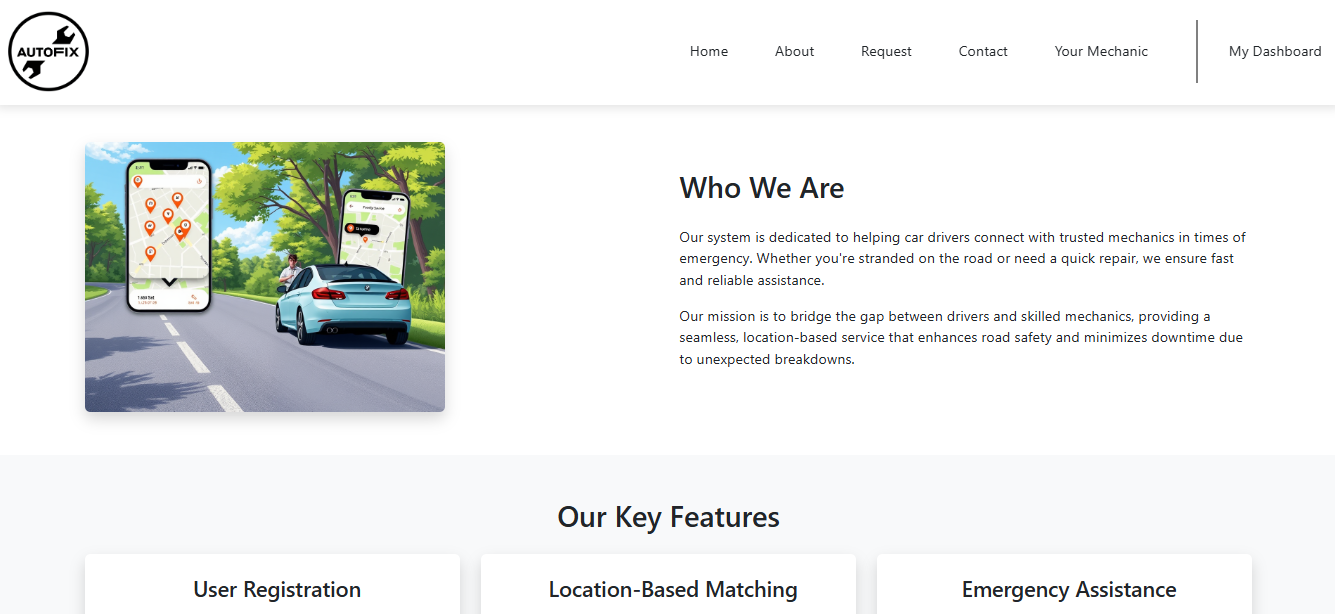 AUTOFIX
Home About Request Contact Your Mechanic My Dashboard
Who We Are
Our system is dedicated to helping car drivers connect with trusted mechanics in times of
emergency. Whether you're stranded on the road or need a quick repair, we ensure fast
and reliable assistance.
Our mission is to bridge the gap between drivers and skilled mechanics, providing a
seamless, location-based service that enhances road safety and minimizes downtime due
to unexpected breakdowns.
Our Key Features
User Registration Location-Based Matching Emergency Assistance